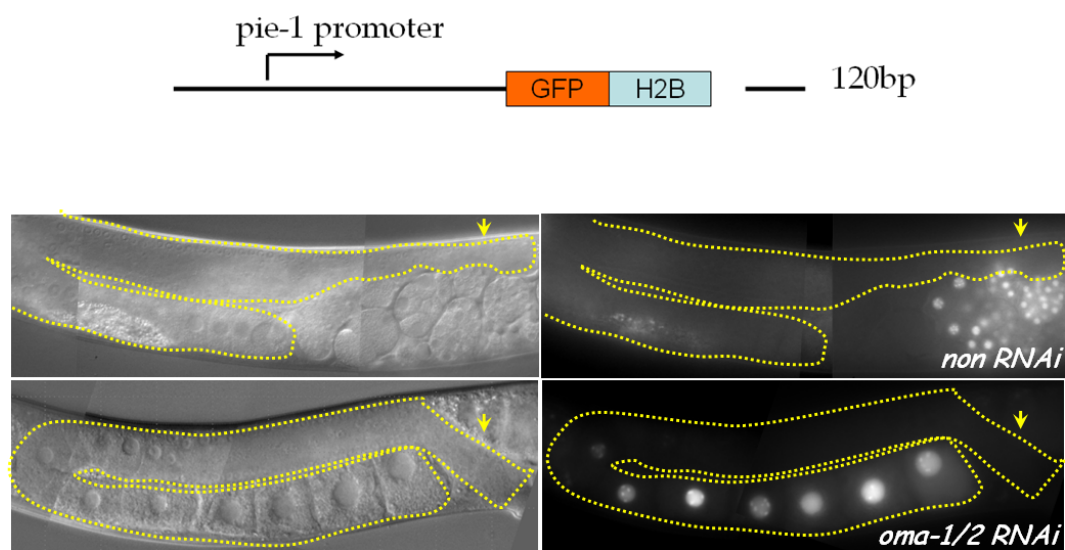 pie-1 promoter
GFP H2B 120bp
non RNAi
oma-1/2 RNAi